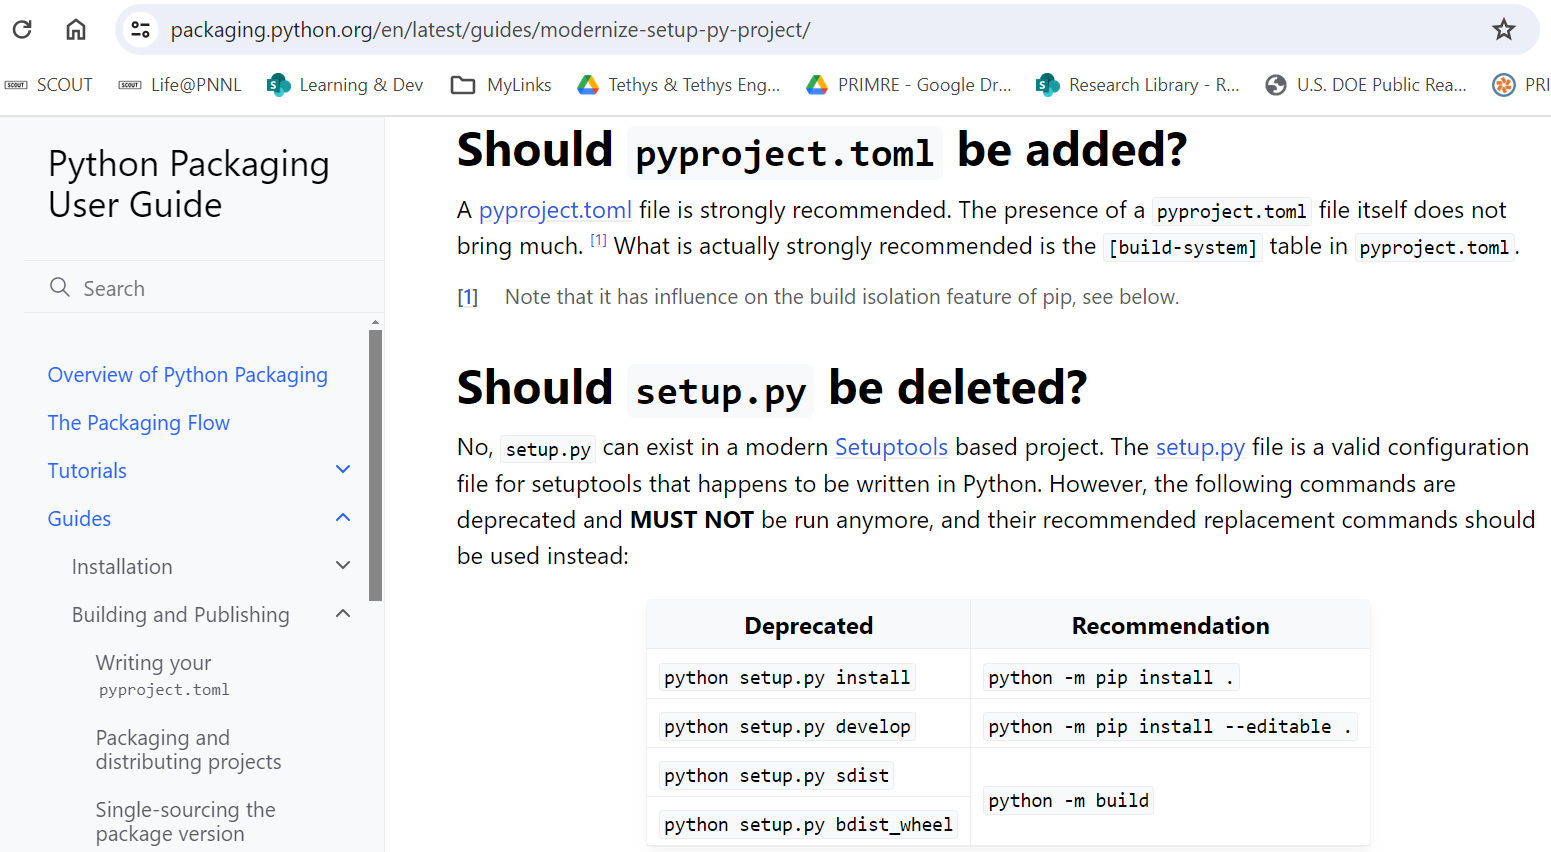 packaging.python.org/en/latest/guides/modernize-setup-py-project/
SCOUT SCOUT SCOUT Life@PNNL S Learning & Dev MyLinks Tethys & Tethys Eng... PRIMRE - Google Dr... S Research Library - R... U.S. DOE Public Rea... PRI
Python Packaging
User Guide
Search
Overview of Python Packaging
The Packaging Flow
Tutorials
Guides
Installation
Building and Publishing
Writing your
pyproject.toml
Packaging and
distributing projects
Single-sourcing the
package version
Should pyproject.toml be added?
A pyproject.toml file is strongly recommended. The presence of a pyproject.toml file itself does not
bring much. [1] What is actually strongly recommended is the [build-system] table in pyproject.toml.
[1] Note that it has influence on the build isolation feature of pip, see below.
Should setup.py be deleted?
No, setup.py can exist in a modern Setuptools based project. The setup.py file is a valid configuration
file for setuptools that happens to be written in Python. However, the following commands are
deprecated and MUST NOT be run anymore, and their recommended replacement commands should
be used instead:
Deprecated Recommendation
python setup.py install python -m pip install .
python setup.py develop python -m pip install --editable .
python setup.py sdist
python -m build
python setup.py bdist_wheel